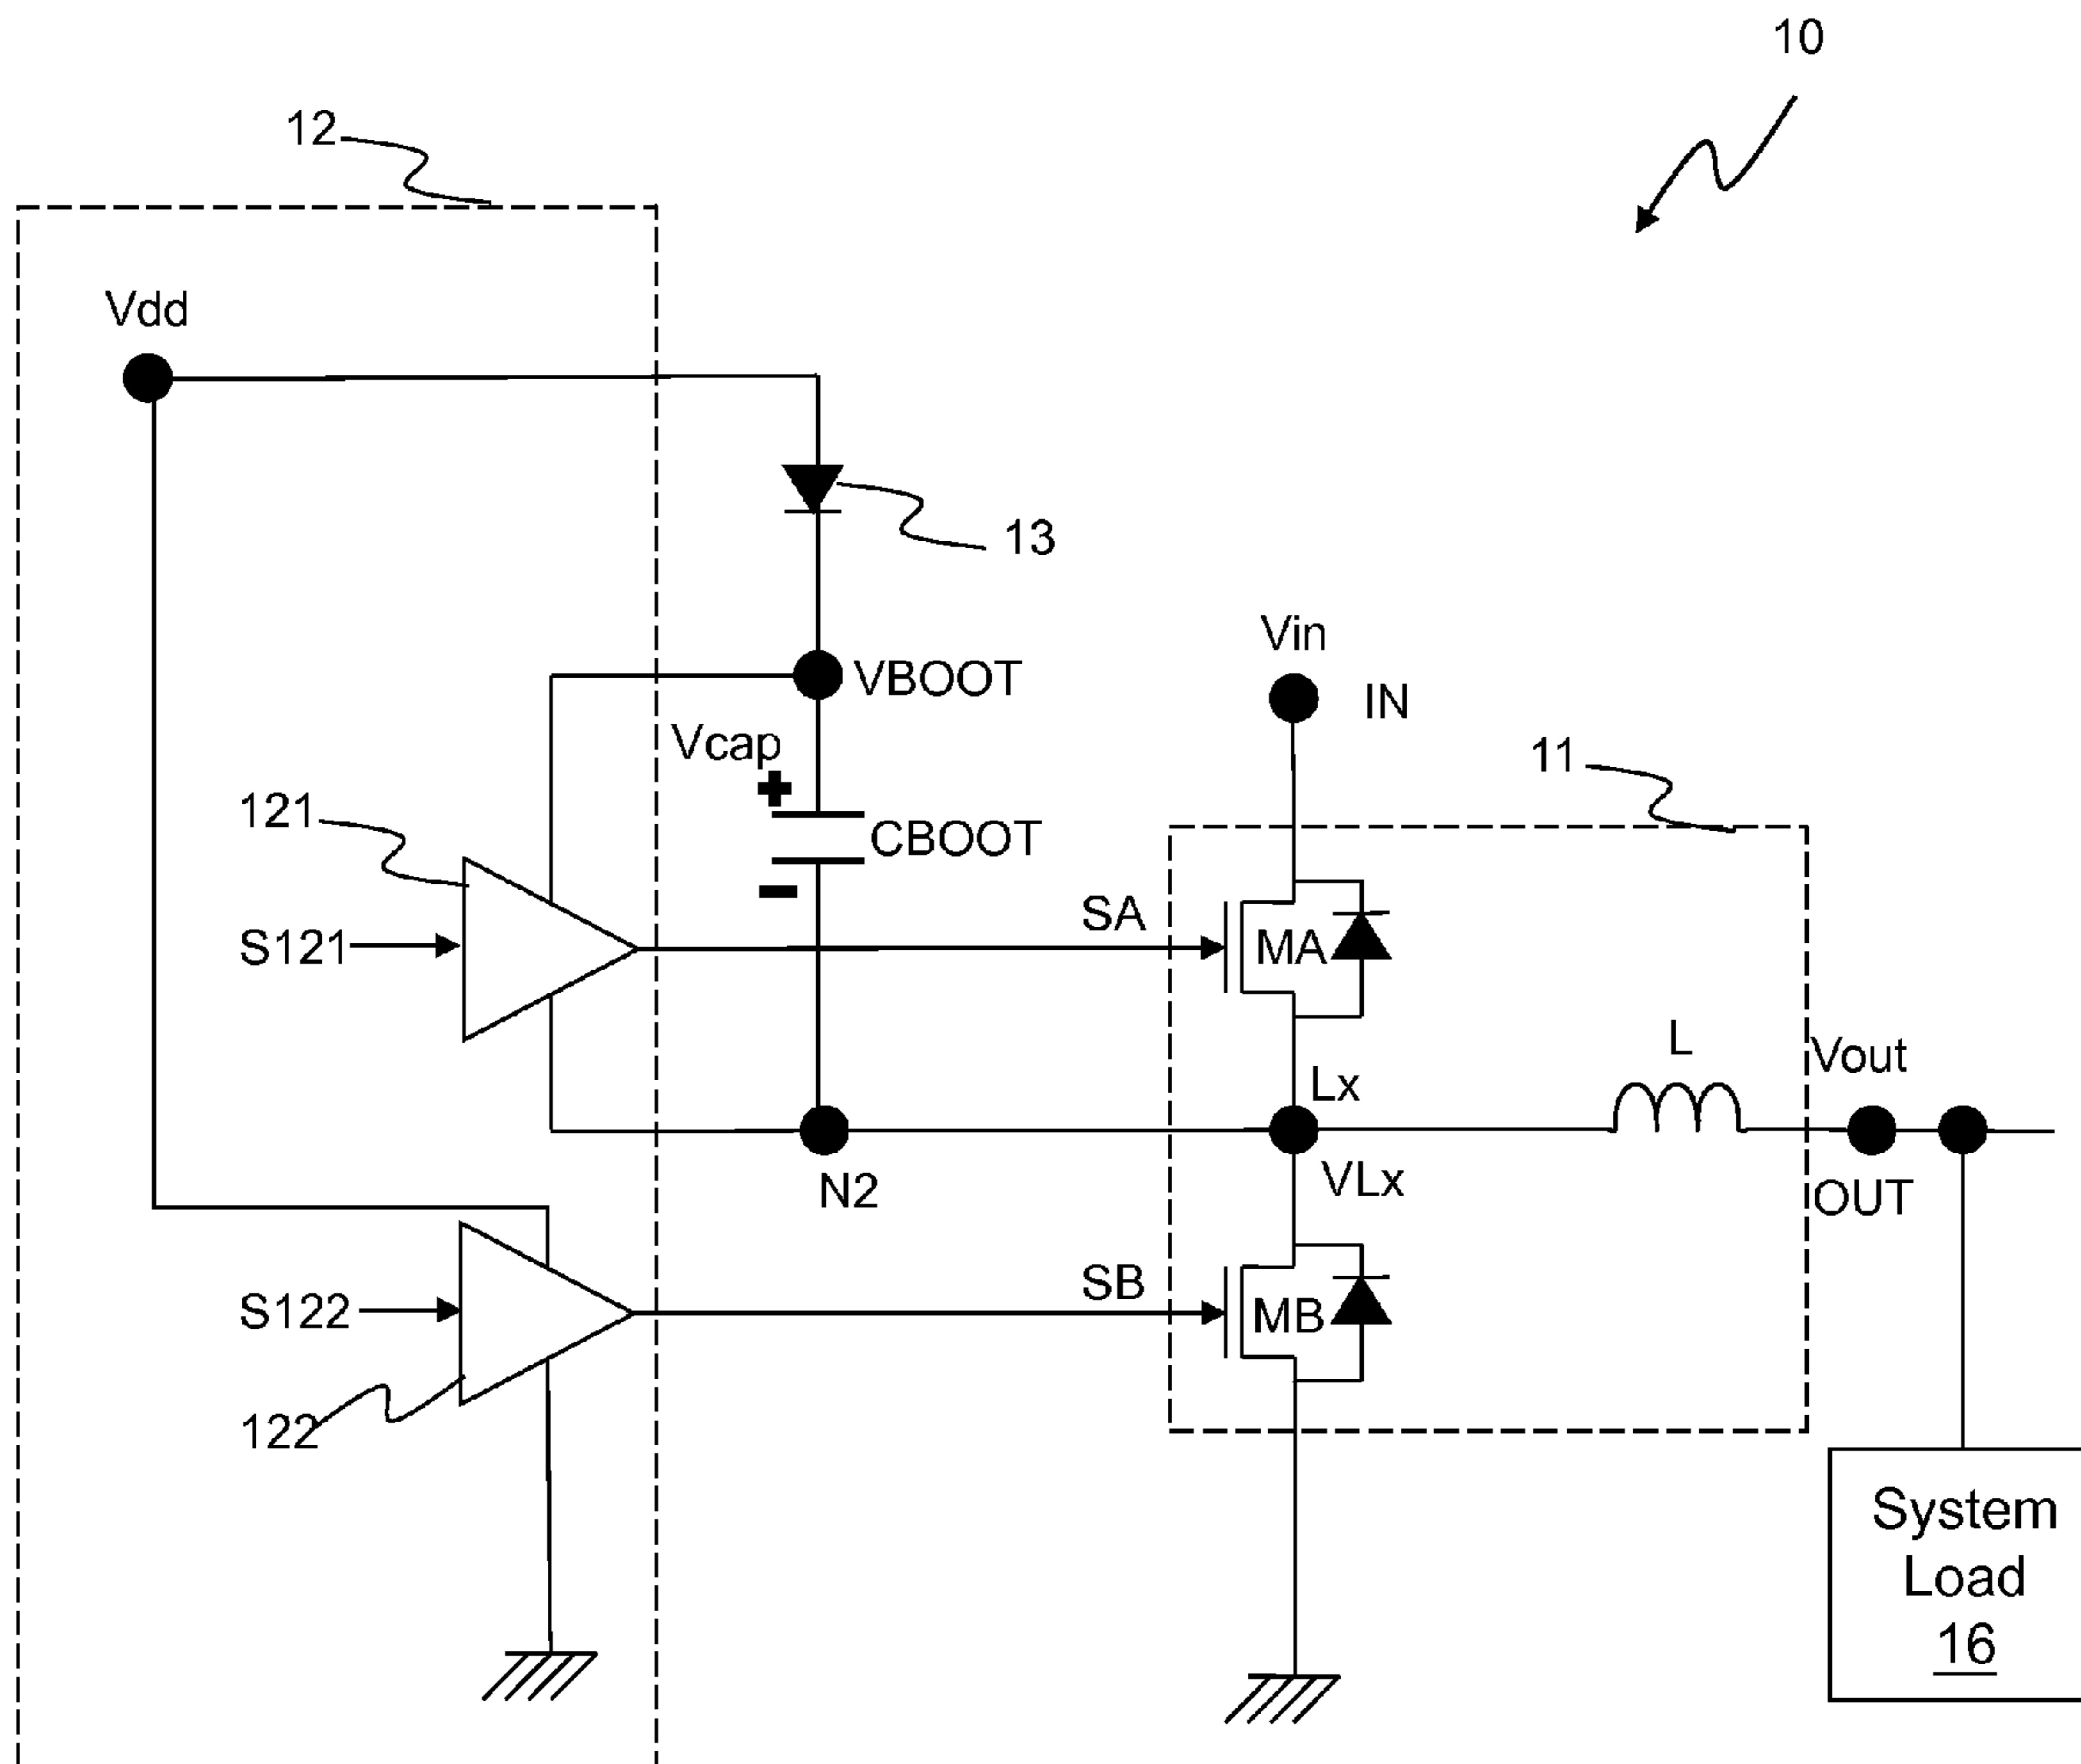 10
12
Vdd
13
Vin
VBOOT
IN
Vcap
11
+
121
CBOOT
-
SA
S121
MA
L
Vout
Lx
N2
VLx
OUT
SB
S122
MB
122
System
Load
16